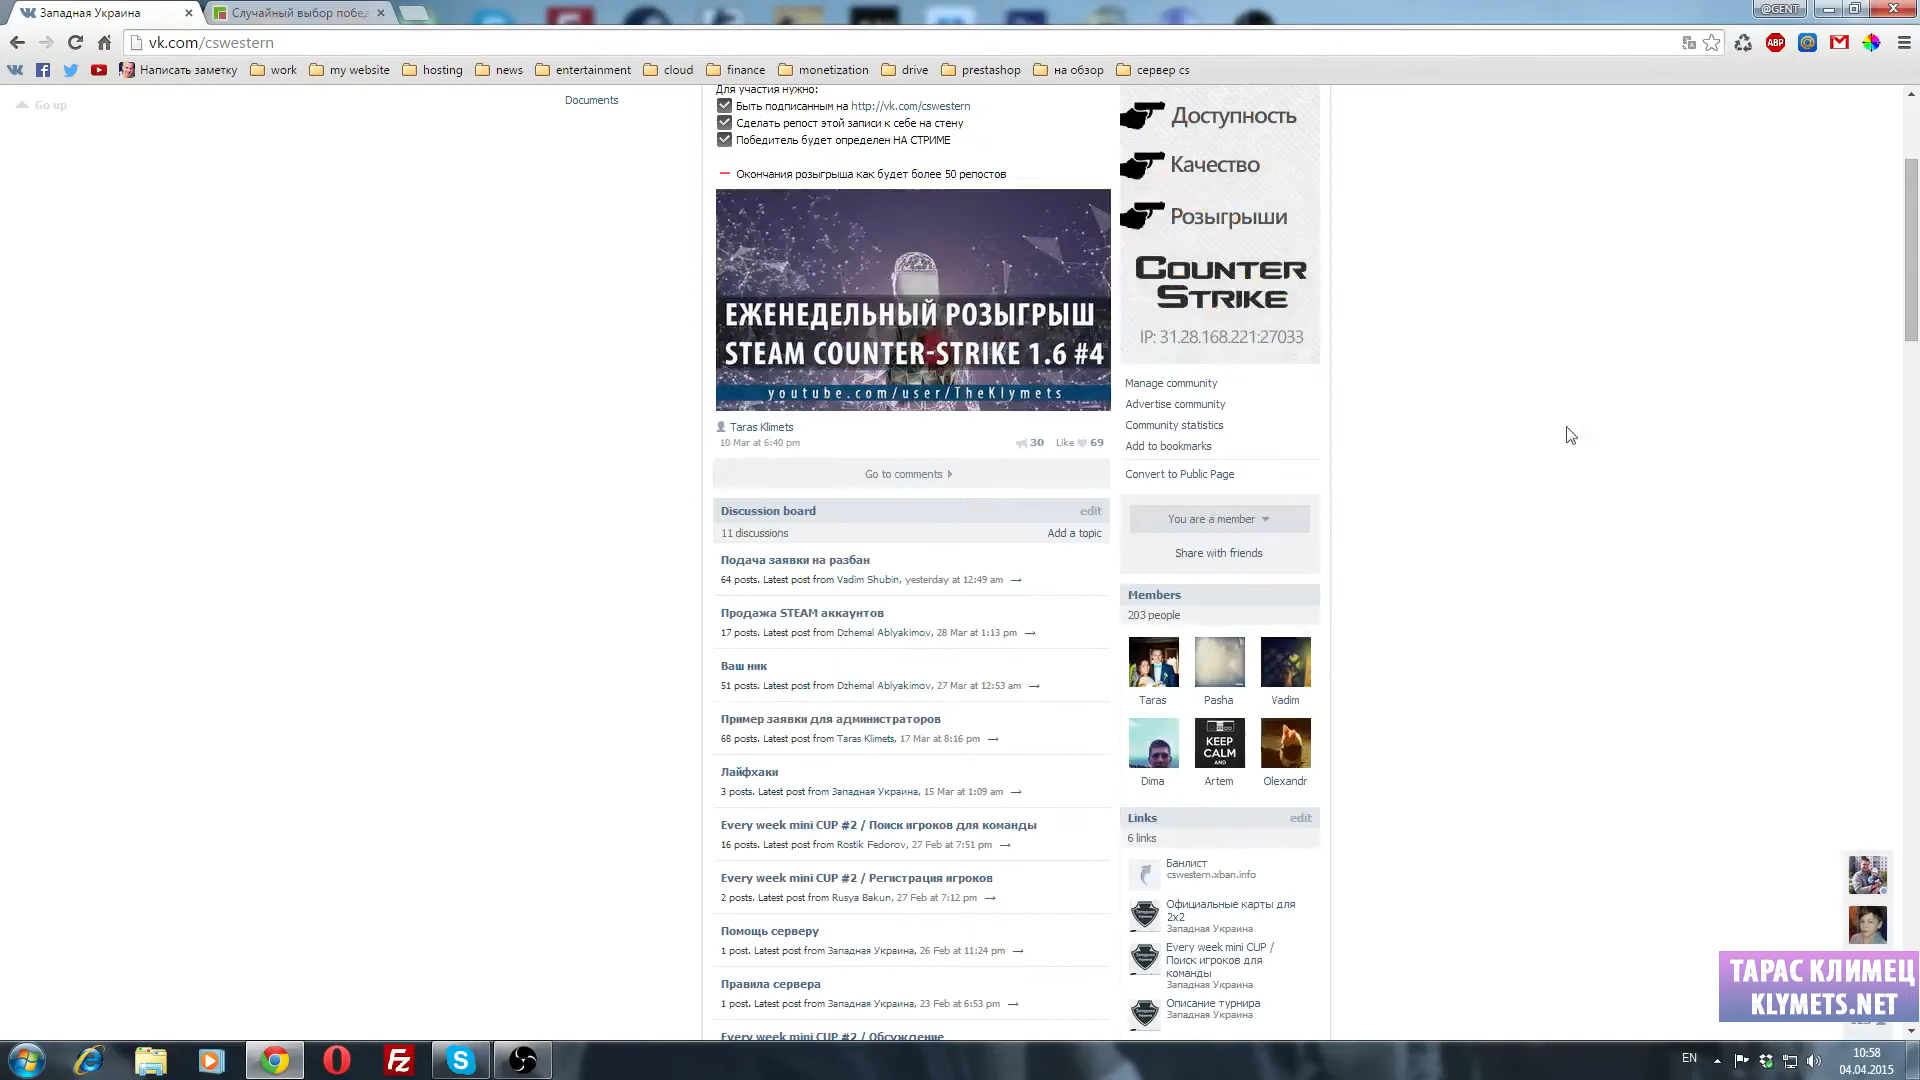 Западная Украина
Случайный выбор побед
@GENT
vk.com/cswestern
ABP
Написать заметку
work
my website
hosting
news
entertainment
cloud
finance
monetization
drive
prestashop
на обзор
сервер cs
Go up
Documents
Для участия нужно:
Быть подписанным на http://vk.com/cswestern
Сделать репост этой записи к себе на стену
Победитель будет определен НА СТРИМЕ
Окончания розыгрыша как будет более 50 репостов
ЕЖЕНЕДЕЛЬНЫЙ РОЗЫГРЫШ
STEAM COUNTER-STRIKE 1.6 #4
youtube.com/user/TheKlymets
Taras Klimets
10 Mar at 6:40 pm
30
Like 69
Go to comments
Discussion board
edit
11 discussions
Add a topic
Подача заявки на разбан
64 posts. Latest post from Vadim Shubin, yesterday at 12:49 am →
Продажа STEAM аккаунтов
17 posts. Latest post from Dzhemal Ablyakimov, 28 Mar at 1:13 pm →
Ваш ник
51 posts. Latest post from Dzhemal Ablyakimov, 27 Mar at 12:53 am →
Пример заявки для администраторов
68 posts. Latest post from Taras Klimets, 17 Mar at 8:16 pm →
Лайфхаки
3 posts. Latest post from Западная Украина, 15 Mar at 1:09 am →
Every week mini CUP #2 / Поиск игроков для команды
16 posts. Latest post from Rostik Fedorov, 27 Feb at 7:51 pm →
Every week mini CUP #2 / Регистрация игроков
2 posts. Latest post from Rusya Bakun, 27 Feb at 7:12 pm →
Помощь серверу
1 post. Latest post from Западная Украина, 26 Feb at 11:24 pm →
Правила сервера
1 post. Latest post from Западная Украина, 23 Feb at 6:53 pm →
Every week mini CUP #2 / Обсуждение
Доступность
Качество
Розыгрыши
COUNTER
STRIKE
IP: 31.28.168.221:27033
Manage community
Advertise community
Community statistics
Add to bookmarks
Convert to Public Page
You are a member
Share with friends
Members
203 people
Taras
Pasha
Vadim
KEEP
CALM
AND
Dima
Artem
Olexandr
Links
edit
6 links
Банлист
cswestern.xban.info
Официальные карты для
2x2
Западная Украина
Every week mini CUP /
Поиск игроков для
команды
Западная Украина
Описание турнира
Западная Украина
ТАРАС КЛИМЕЦ
KLYMETS.NET
EN
10:58
04.04.2015